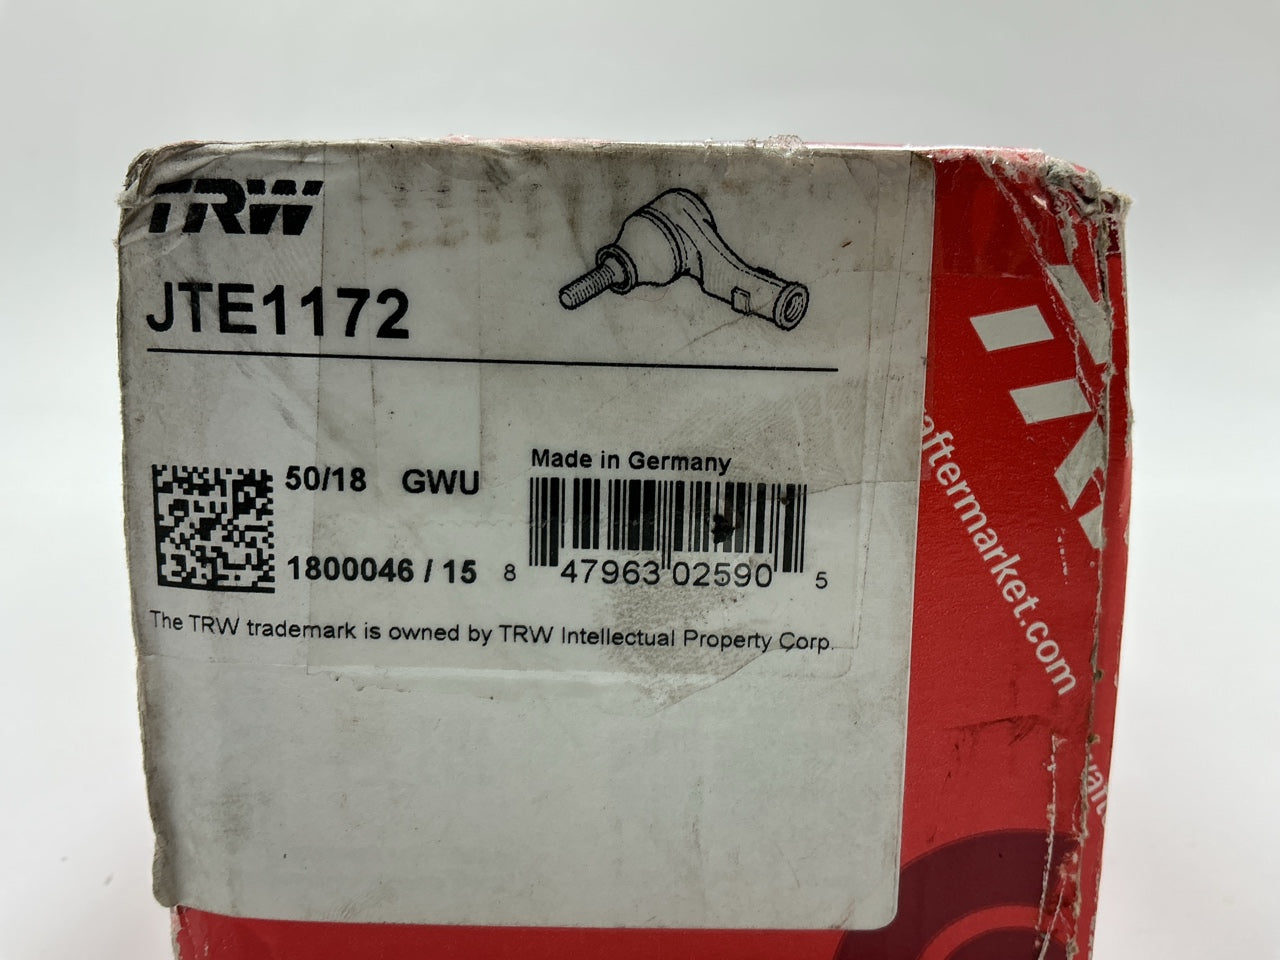 TRW
JTE1172
Made in Germany
50/18 GWU
1800046 / 15
8 47963 02590 5
The TRW trademark is owned by TRW Intellectual Property Corp.
aftermarket.com